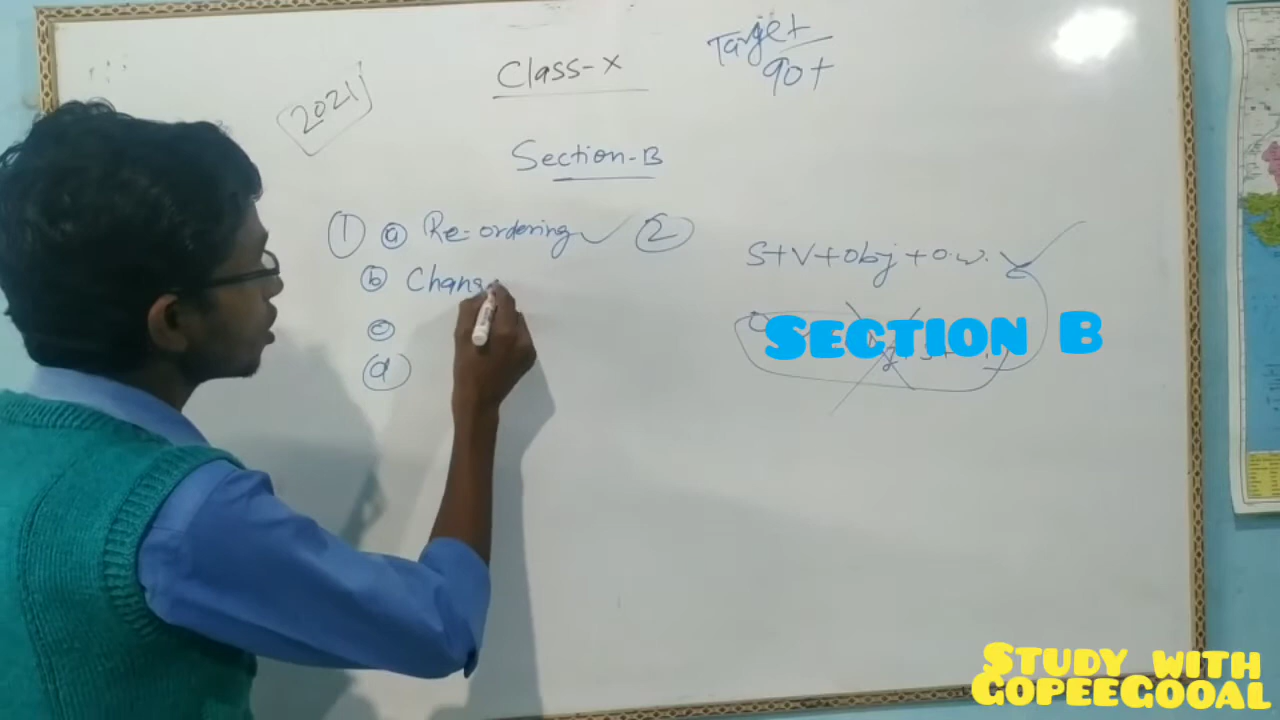 Target
90+
Class-X
2021
Section-B
1 a Re-ordering 2
b Chang
c
d
S+V+obj+o.w.
SECTION B
STUDY WITH
GOPEEGOOAL